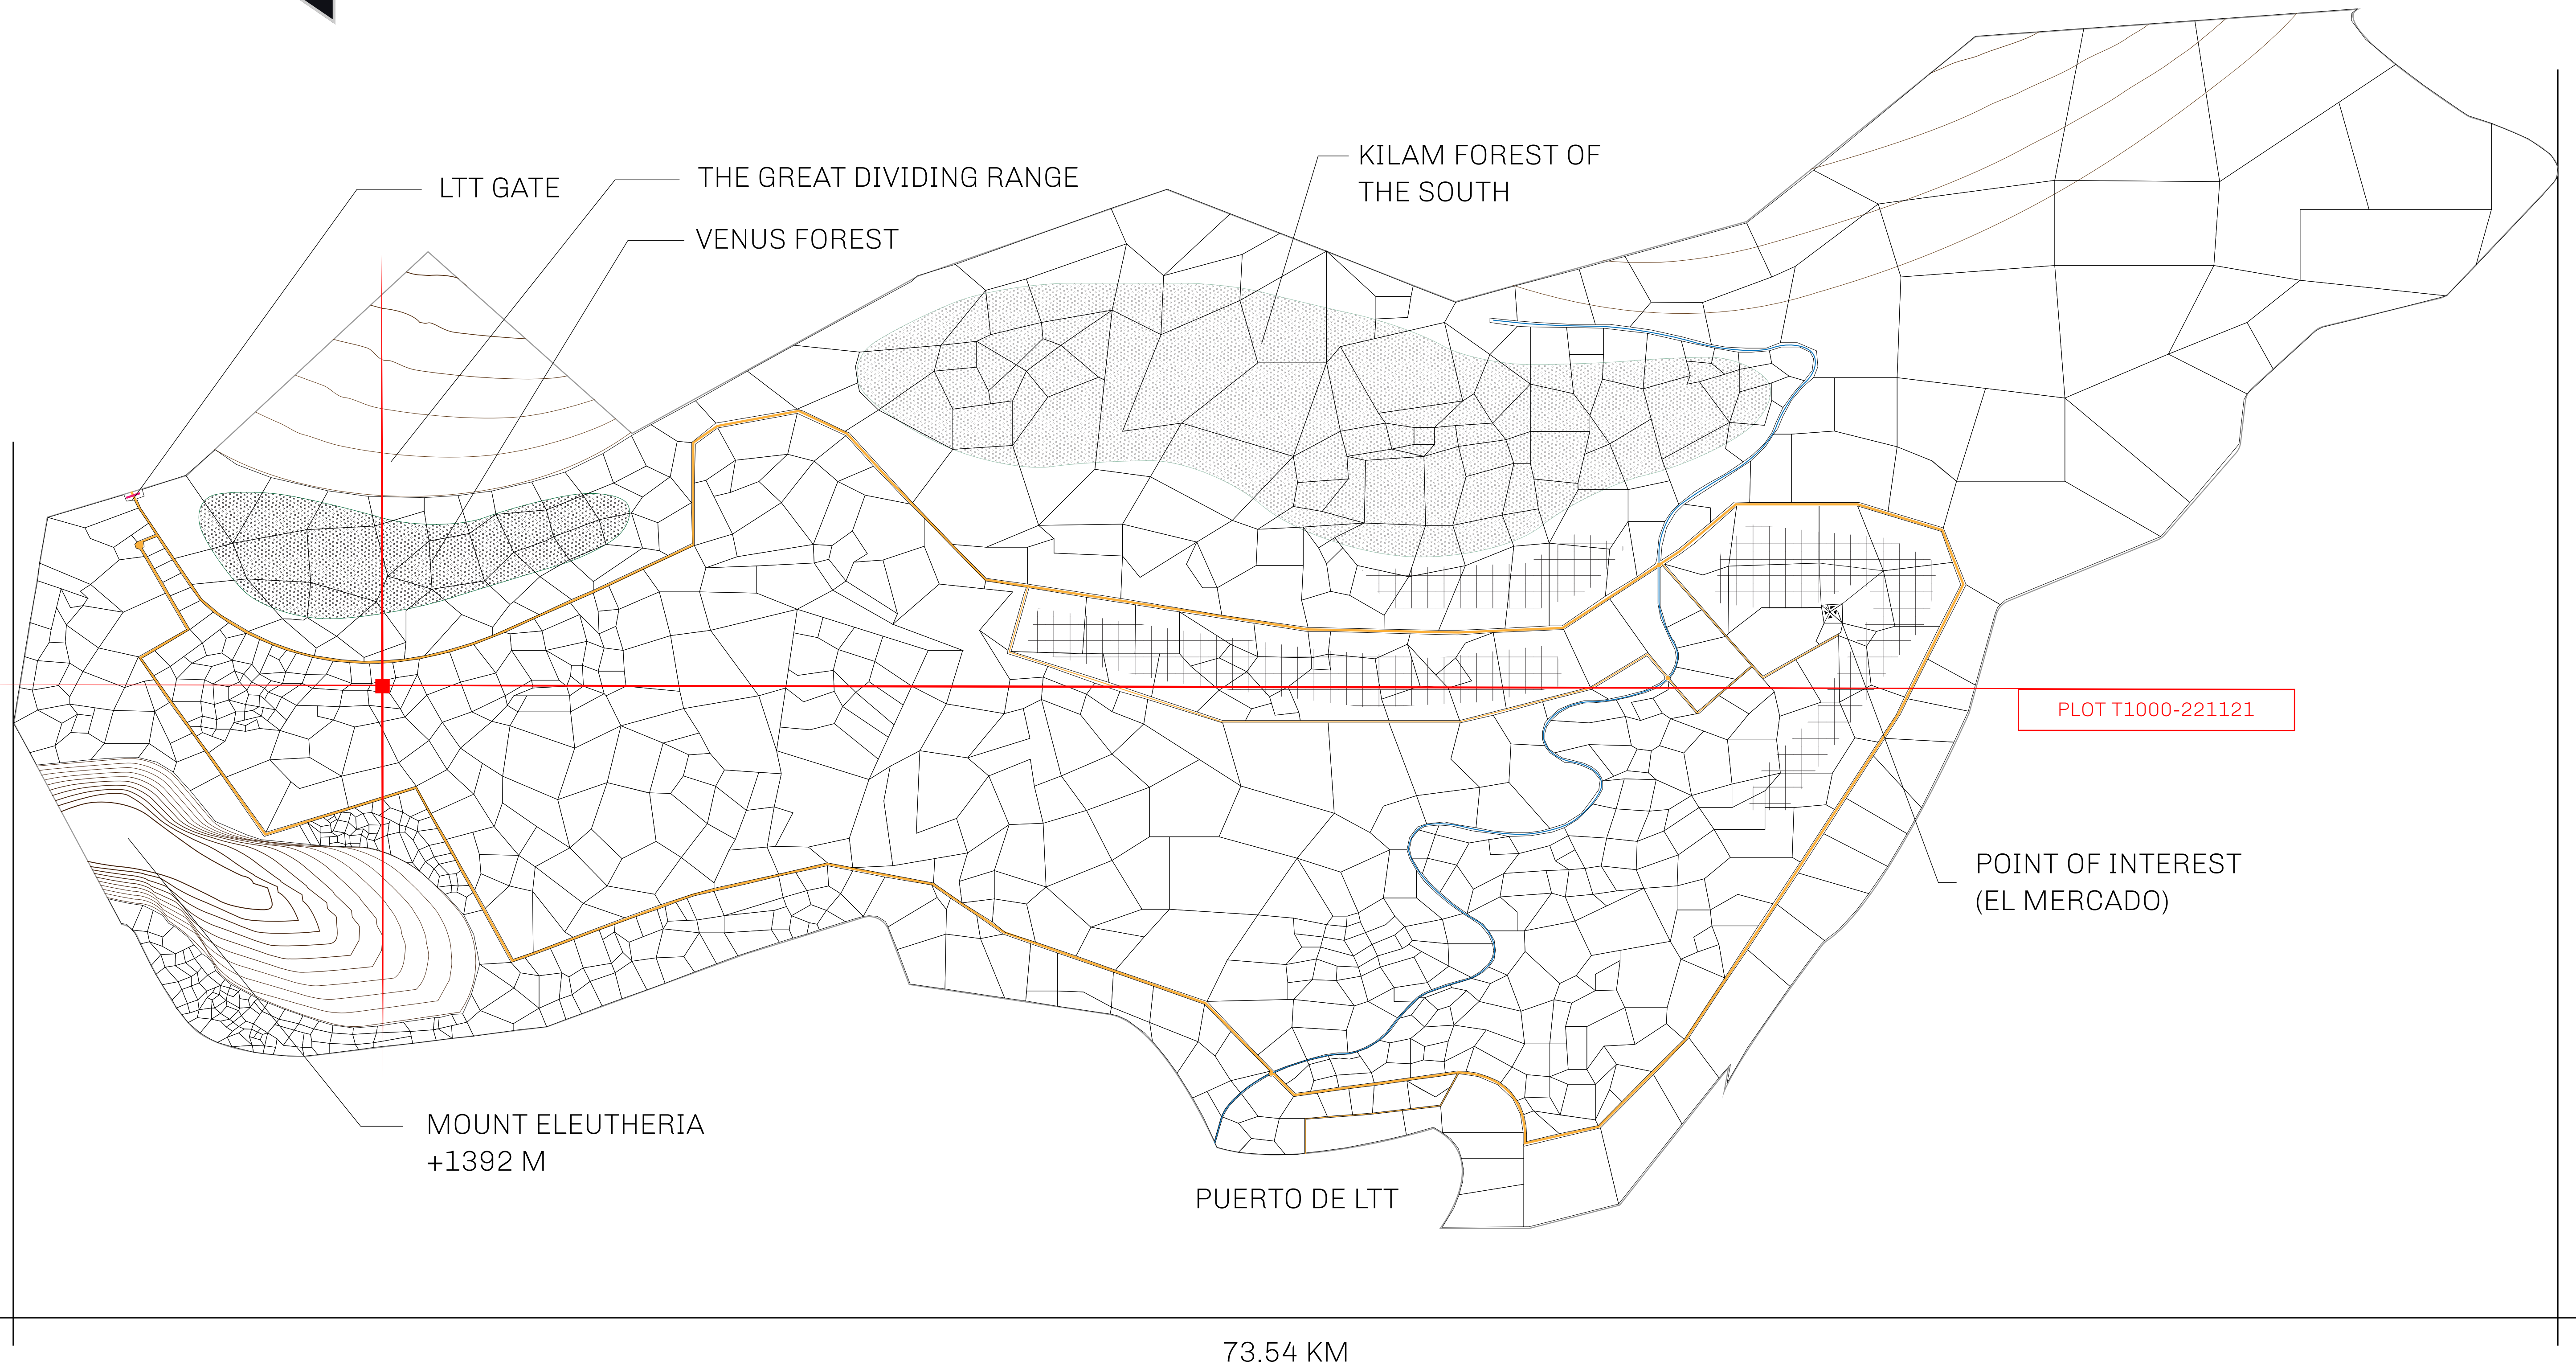 KILAM FOREST OF
THE SOUTH
THE GREAT DIVIDING RANGE
LTT GATE
VENUS FOREST
PLOT T1000-221121
POINT OF INTEREST
(EL MERCADO)
MOUNT ELEUTHERIA
+1392 M
PUERTO DE LTT
73.54 KM